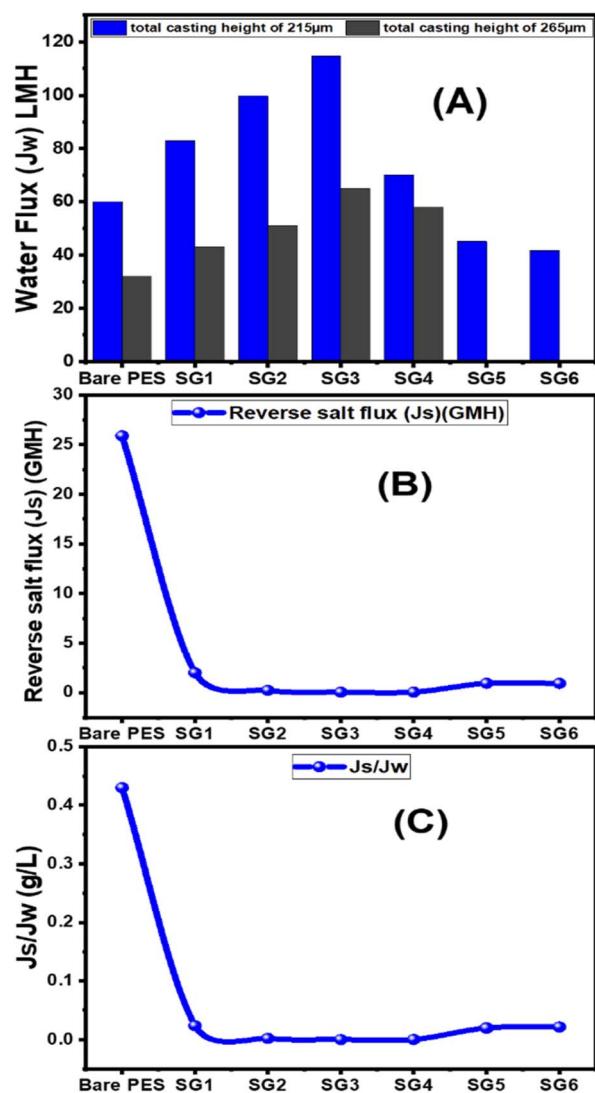 total casting height of 215μm total casting height of 265μm
120
100
80
60
40
20
0
Water Flux (Jw) LMH
(A)
Bare PES SG1 SG2 SG3 SG4 SG5 SG6
30
25
20
15
10
5
0
Reverse salt flux (Js) (GMH)
Reverse salt flux (Js)(GMH)
(B)
Bare PES SG1 SG2 SG3 SG4 SG5 SG6
0.5
0.4
0.3
0.2
0.1
0.0
Js/Jw (g/L)
Js/Jw
(C)
Bare PES SG1 SG2 SG3 SG4 SG5 SG6